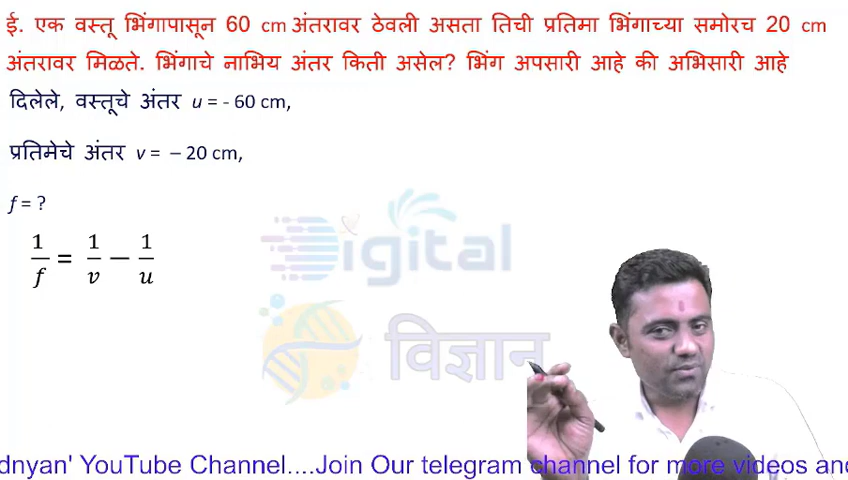 ई. एक वस्तू भिंगापासून 60 cm अंतरावर ठेवली असता तिची प्रतिमा भिंगाच्या समोरच 20 cm
अंतरावर मिळते. भिंगाचे नाभिय अंतर किती असेल? भिंग अपसारी आहे की अभिसारी आहे
दिलेले, वस्तूचे अंतर u = - 60 cm,
प्रतिमेचे अंतर v = – 20 cm,
f = ?
1/f = 1/v − 1/u
Digital
विज्ञान
dnyan' YouTube Channel....Join Our telegram channel for more videos and